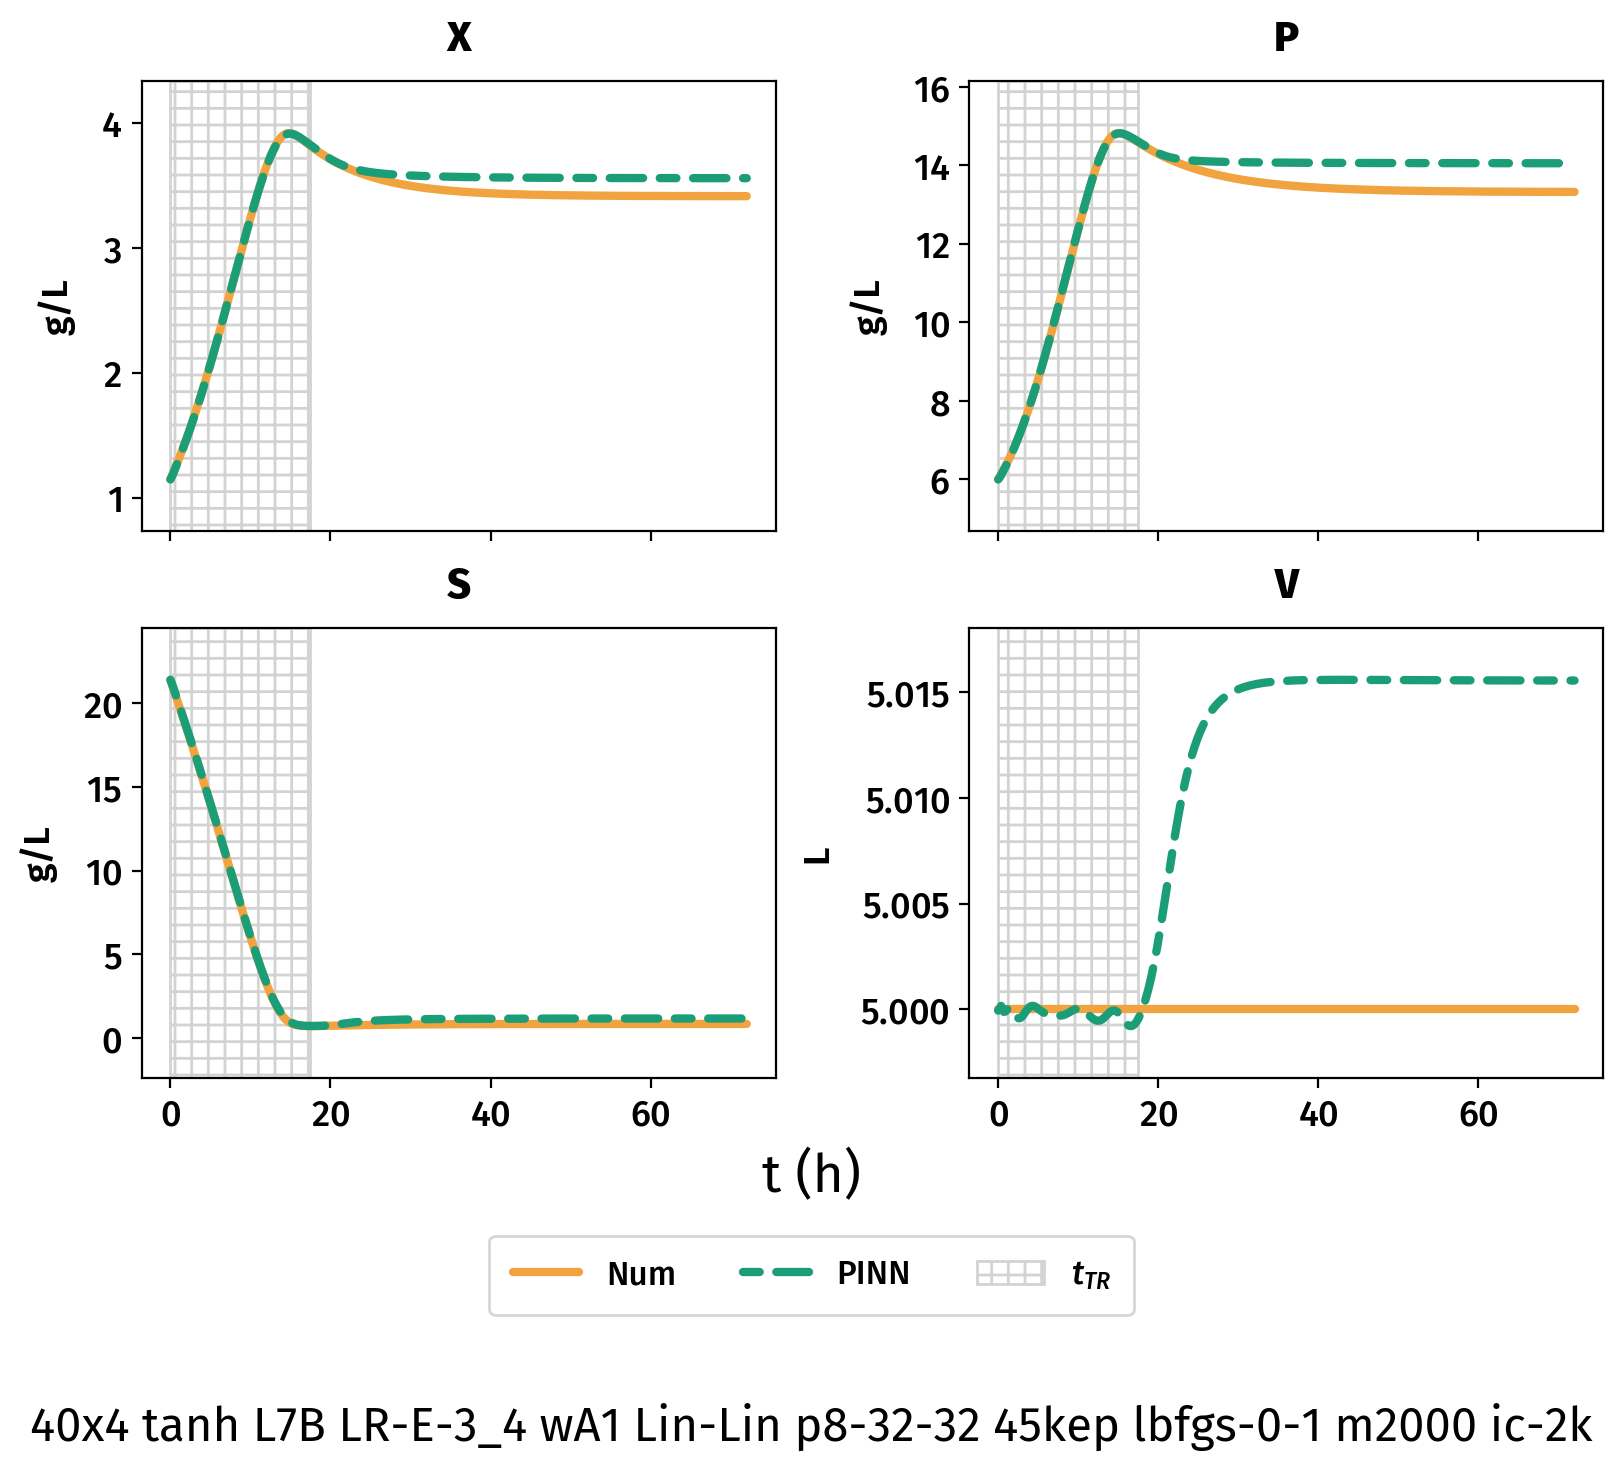 X
P
4
3
2
1
g/L
16
14
12
10
8
6
g/L
S
V
20
15
10
5
0
g/L
5.015
5.010
5.005
5.000
L
0 20 40 60
0 20 40 60
t (h)
Num PINN t_TR
40x4 tanh L7B LR-E-3_4 wA1 Lin-Lin p8-32-32 45kep lbfgs-0-1 m2000 ic-2k